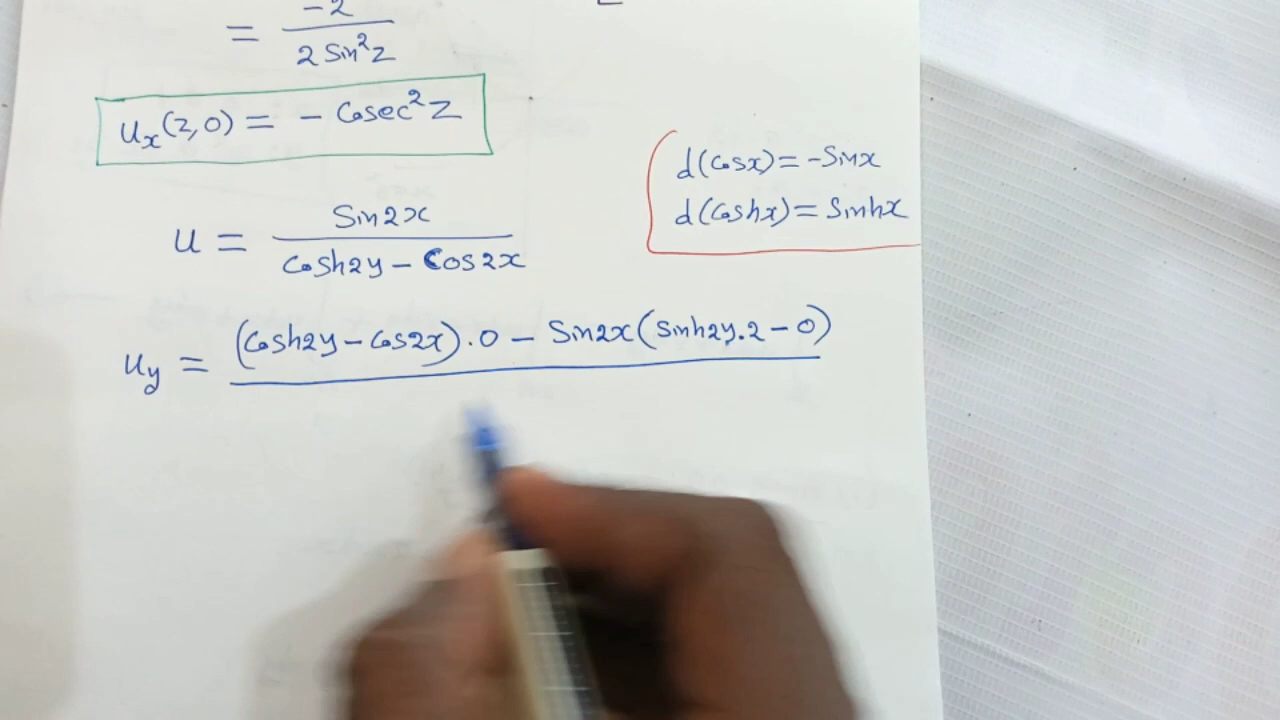 = -2 / 2 Sin²z
uₓ(z,0) = - Cosec²z
d(Cosx) = -Sinx
d(Coshx) = Sinhx
u = Sin2x / Cosh2y - Cos2x
u_y = (Cosh2y - Cos2x).0 - Sin2x(Sinh2y.2 - 0)